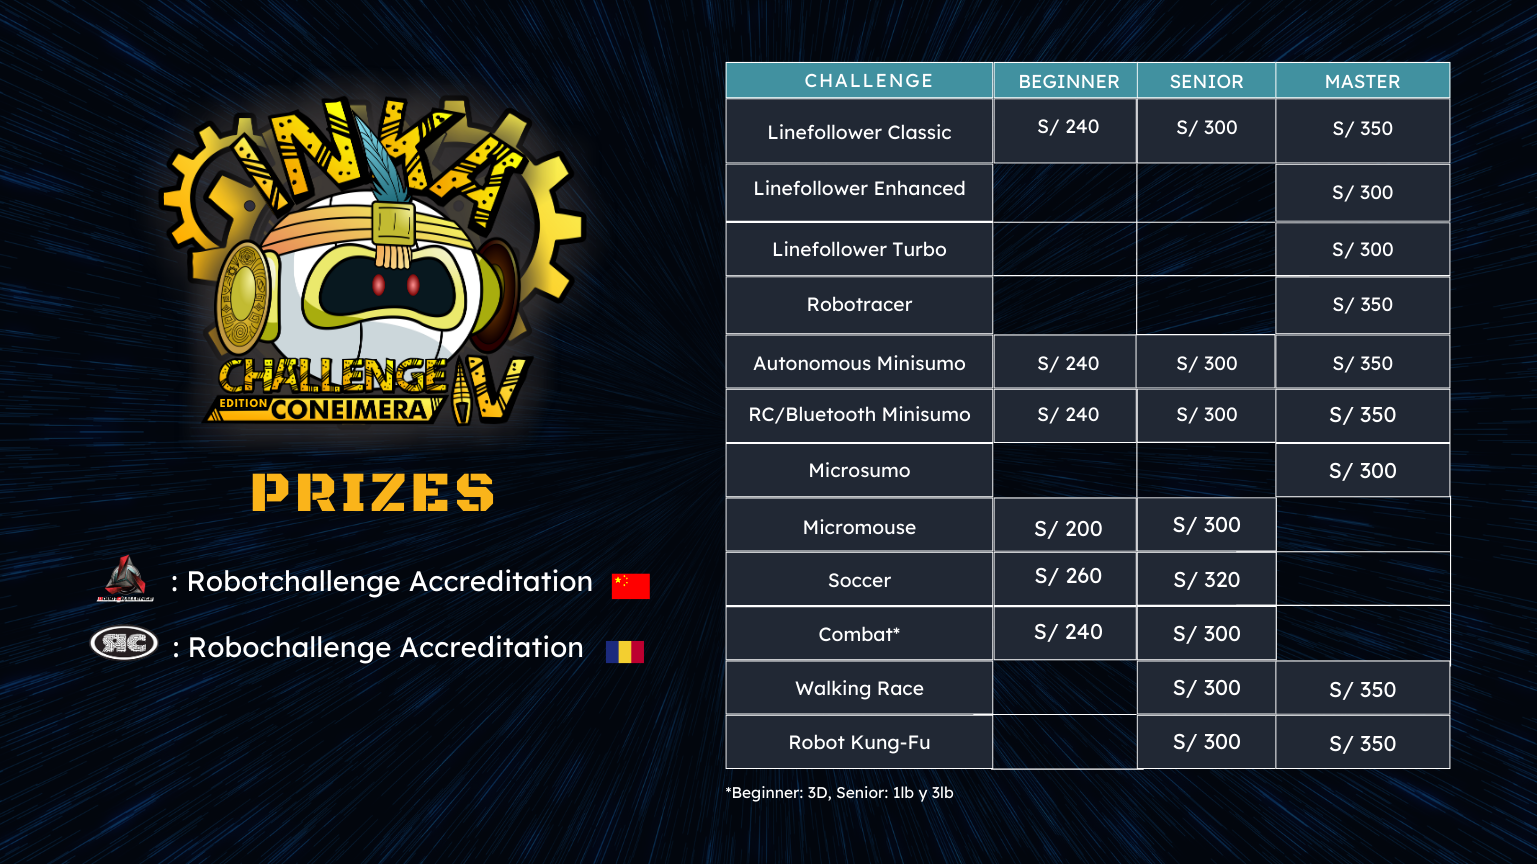 INKA
CHALLENGE IV
EDITION CONEIMERA
PRIZES
: Robotchallenge Accreditation
RC
: Robochallenge Accreditation
CHALLENGE BEGINNER SENIOR MASTER
Linefollower Classic S/ 240 S/ 300 S/ 350
Linefollower Enhanced S/ 300
Linefollower Turbo S/ 300
Robotracer S/ 350
Autonomous Minisumo S/ 240 S/ 300 S/ 350
RC/Bluetooth Minisumo S/ 240 S/ 300 S/ 350
Microsumo S/ 300
Micromouse S/ 200 S/ 300
Soccer S/ 260 S/ 320
Combat* S/ 240 S/ 300
Walking Race S/ 300 S/ 350
Robot Kung-Fu S/ 300 S/ 350
*Beginner: 3D, Senior: 1lb y 3lb